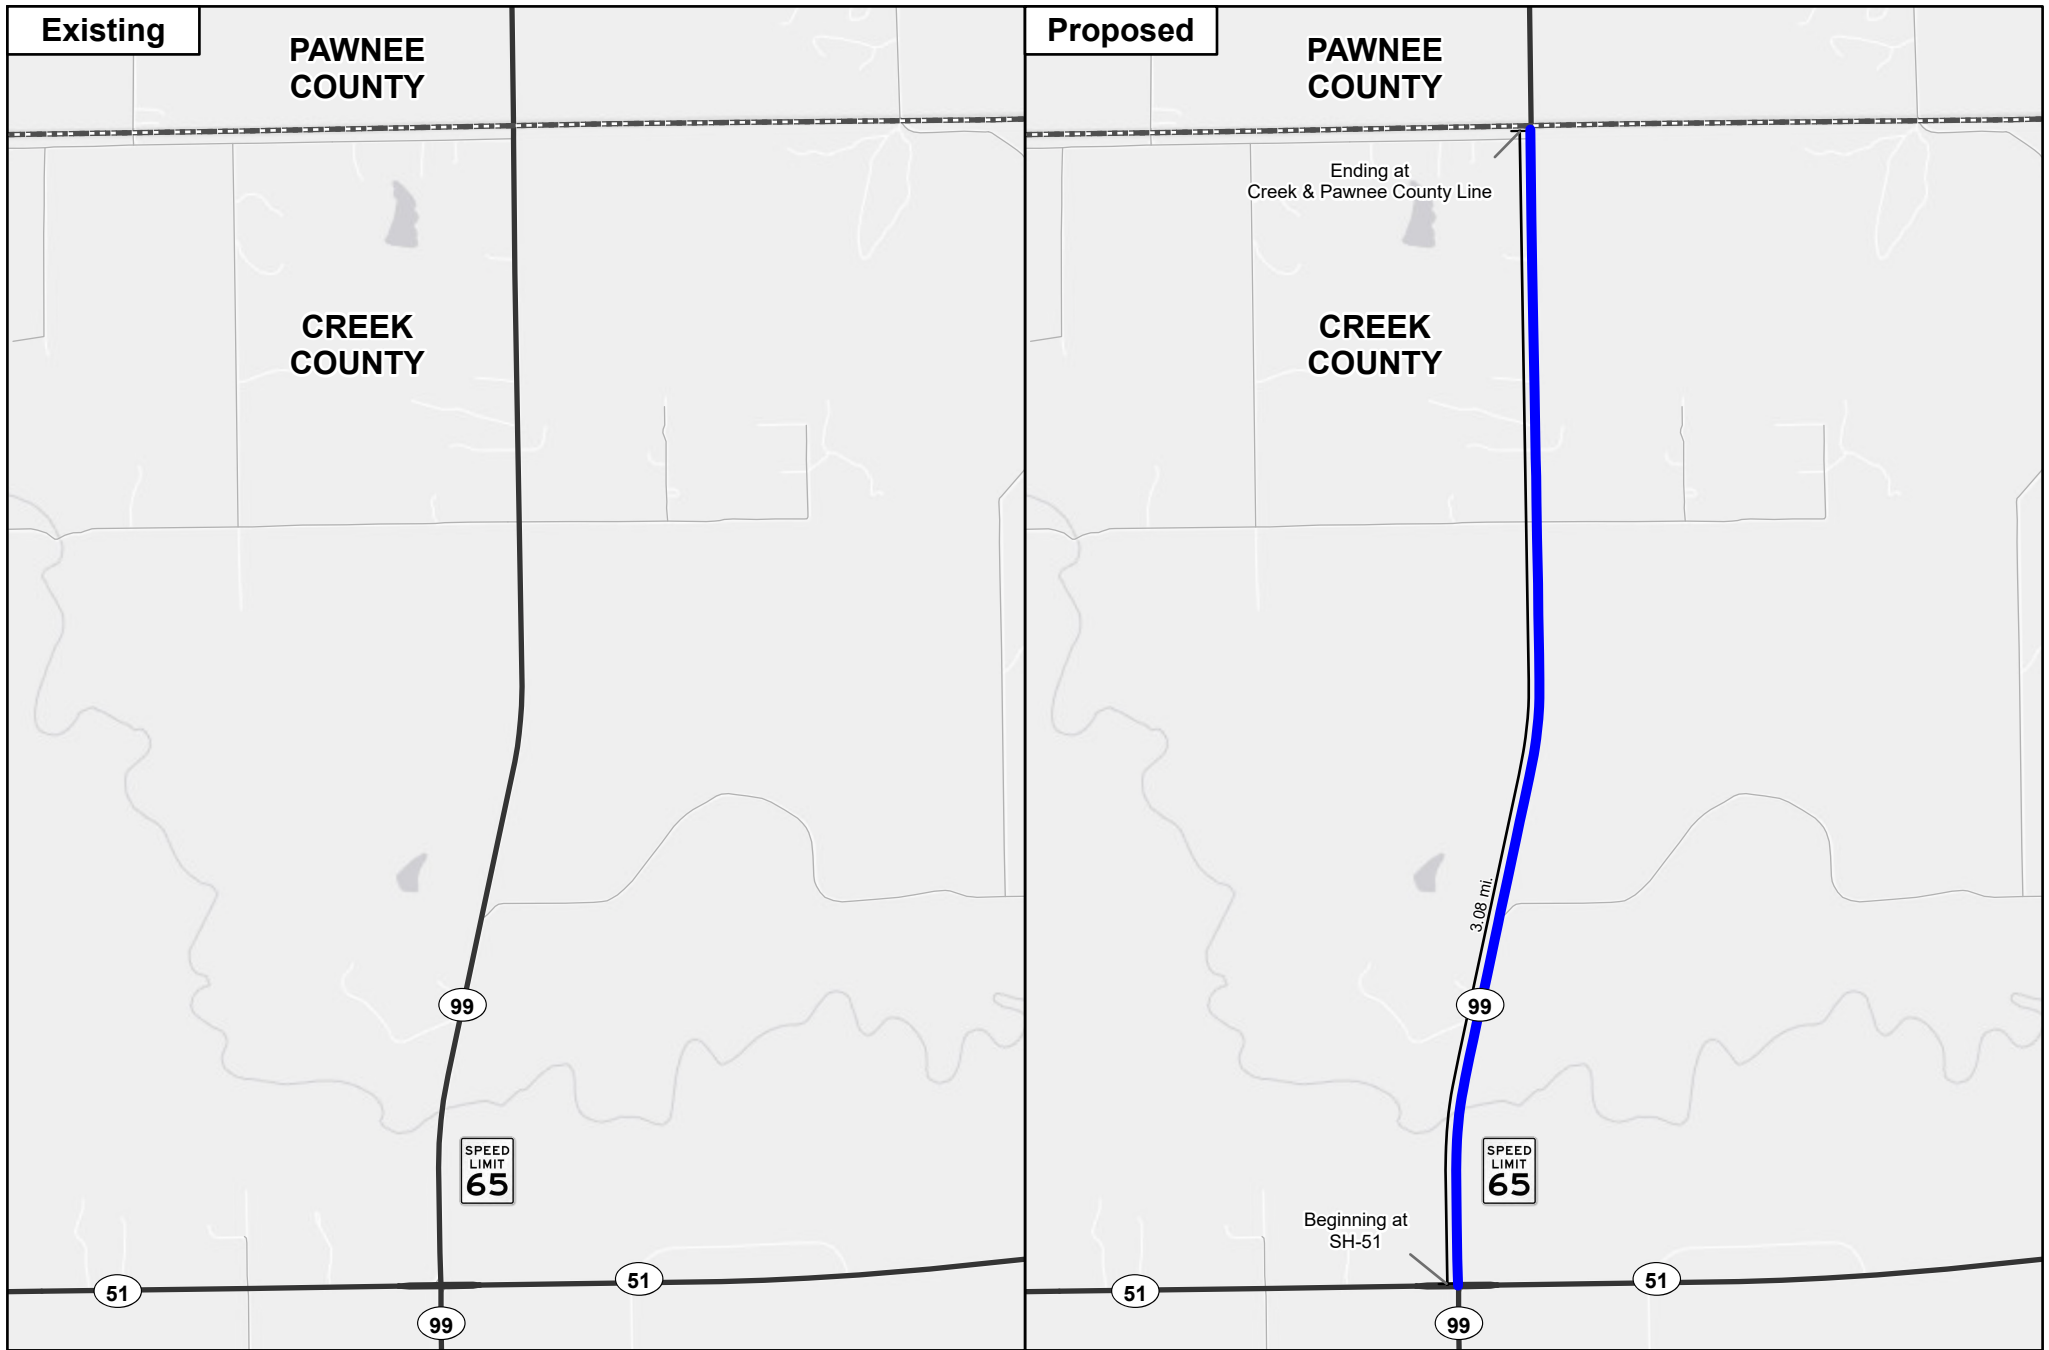 Existing
PAWNEE
COUNTY
CREEK
COUNTY
99
SPEED
LIMIT
65
51
51
99
Proposed
PAWNEE
COUNTY
Ending at
Creek & Pawnee County Line
CREEK
COUNTY
3.08 mi.
99
SPEED
LIMIT
65
Beginning at
SH-51
51
51
99